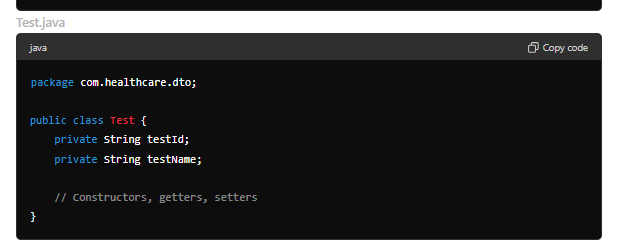 Test.java
java
Copy code
package com.healthcare.dto;
public class Test {
private String testId;
private String testName;
// Constructors, getters, setters
}